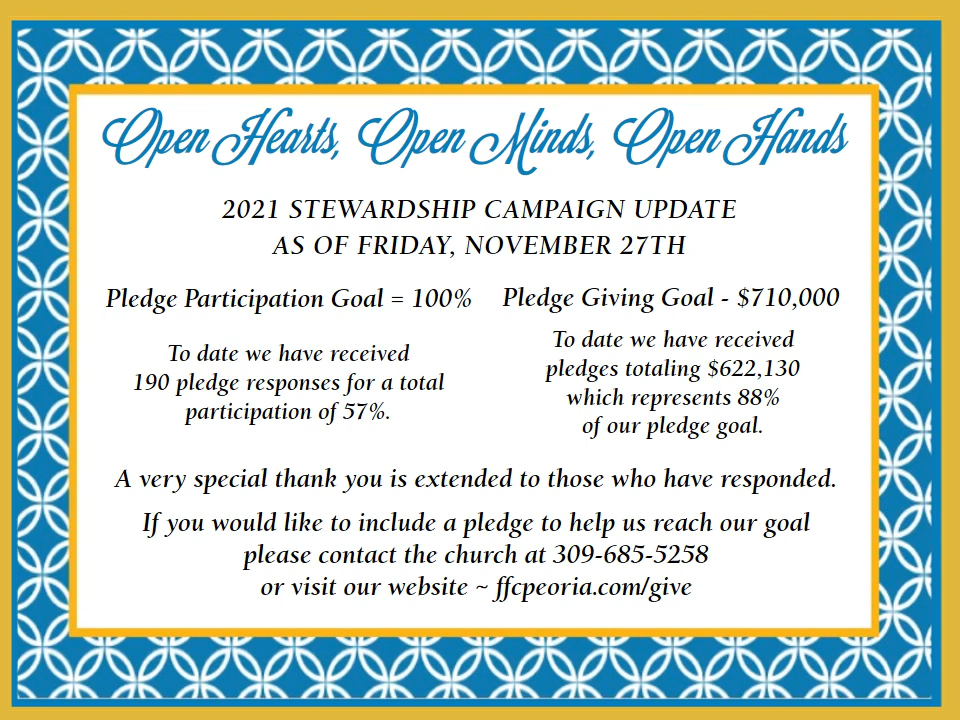 Open Hearts, Open Minds, Open Hands
2021 STEWARDSHIP CAMPAIGN UPDATE
AS OF FRIDAY, NOVEMBER 27TH
Pledge Participation Goal = 100%
To date we have received
190 pledge responses for a total
participation of 57%.
Pledge Giving Goal - $710,000
To date we have received
pledges totaling $622,130
which represents 88%
of our pledge goal.
A very special thank you is extended to those who have responded.
If you would like to include a pledge to help us reach our goal
please contact the church at 309-685-5258
or visit our website ~ ffcpeoria.com/give